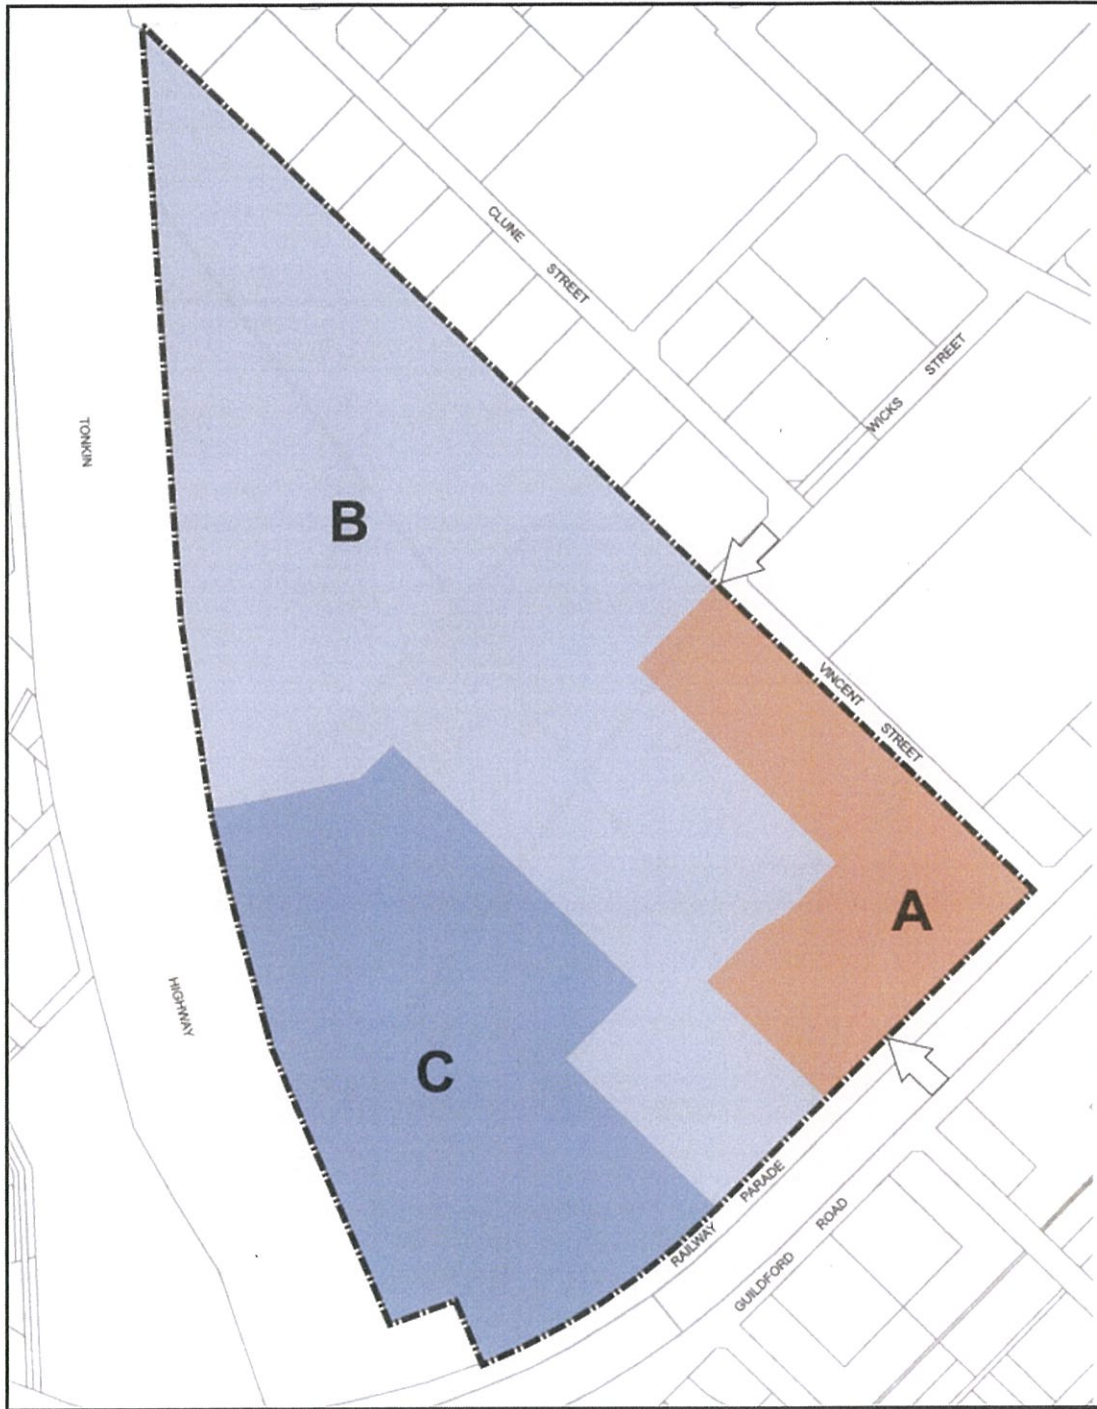 CLUNE
STREET
STREET
WICKS
TONKIN
B
VINCENT
STREET
A
HIGHWAY
C
PARADE
RAILWAY
ROAD
GUILDFORD